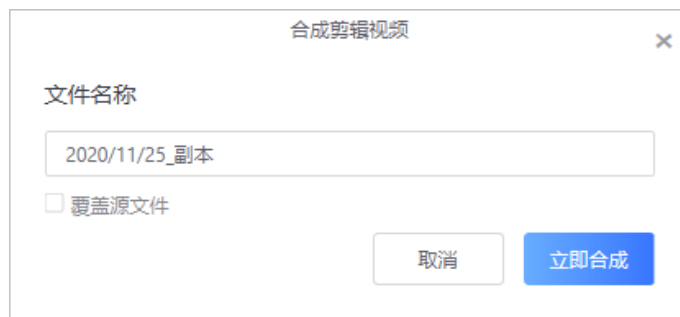 合成剪辑视频
文件名称
2020/11/25_副本
覆盖源文件
取消
立即合成